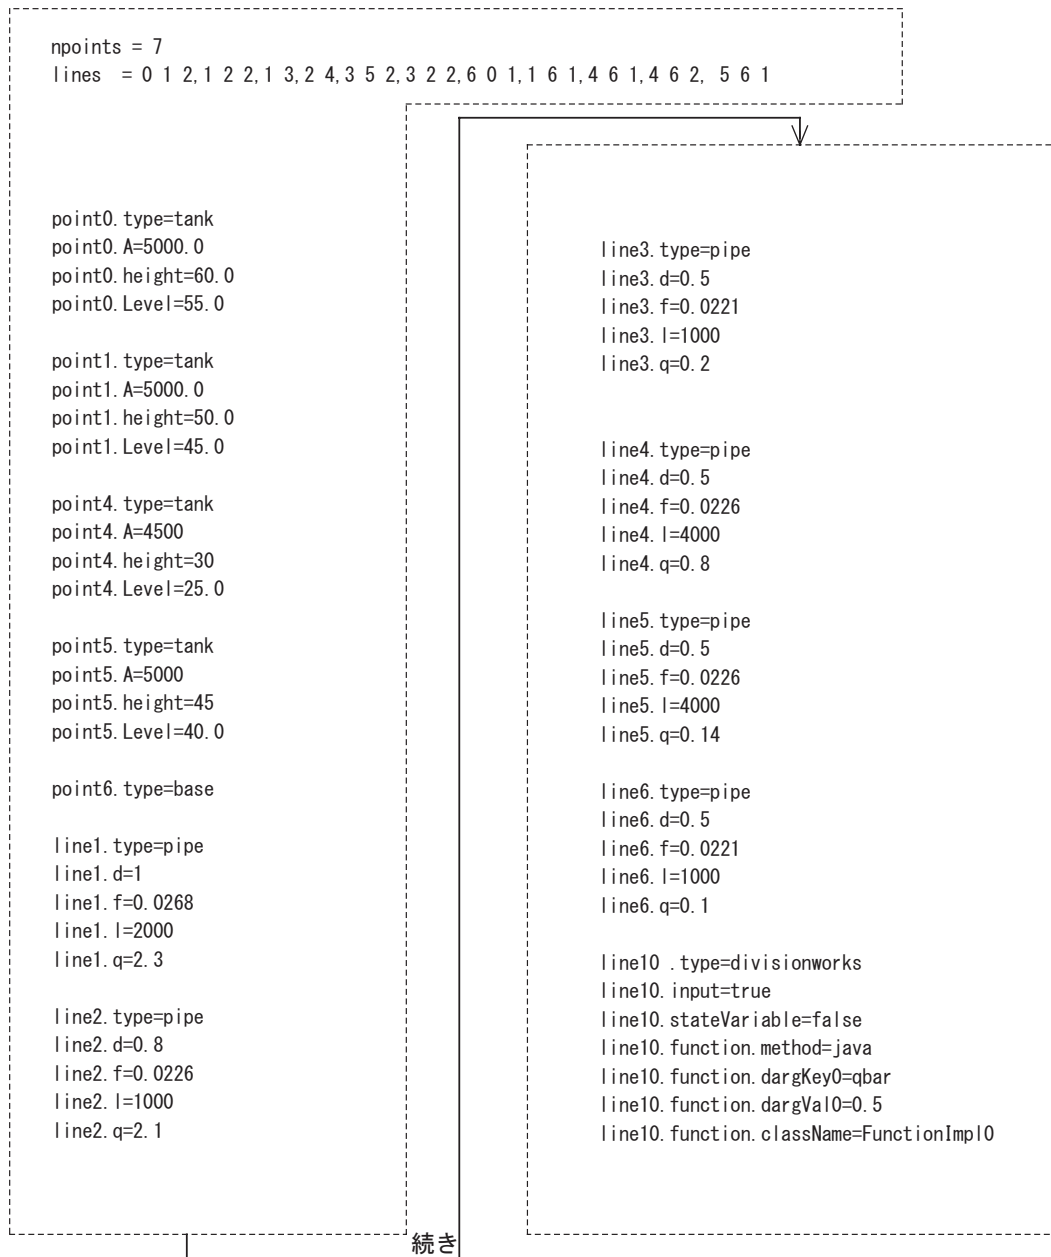 npoints = 7
lines = 0 1 2,1 2 2,1 3,2 4,3 5 2,3 2 2,6 0 1,1 6 1,4 6 1,4 6 2, 5 6 1
point0.type=tank
point0.A=5000.0
point0.height=60.0
point0.Level=55.0
point1.type=tank
point1.A=5000.0
point1.height=50.0
point1.Level=45.0
point4.type=tank
point4.A=4500
point4.height=30
point4.Level=25.0
point5.type=tank
point5.A=5000
point5.height=45
point5.Level=40.0
point6.type=base
line1.type=pipe
line1.d=1
line1.f=0.0268
line1.l=2000
line1.q=2.3
line2.type=pipe
line2.d=0.8
line2.f=0.0226
line2.l=1000
line2.q=2.1
続き
line3.type=pipe
line3.d=0.5
line3.f=0.0221
line3.l=1000
line3.q=0.2
line4.type=pipe
line4.d=0.5
line4.f=0.0226
line4.l=4000
line4.q=0.8
line5.type=pipe
line5.d=0.5
line5.f=0.0226
line5.l=4000
line5.q=0.14
line6.type=pipe
line6.d=0.5
line6.f=0.0221
line6.l=1000
line6.q=0.1
line10 .type=divisionworks
line10.input=true
line10.stateVariable=false
line10.function.method=java
line10.function.dargKey0=qbar
line10.function.dargVal0=0.5
line10.function.className=FunctionImpl0